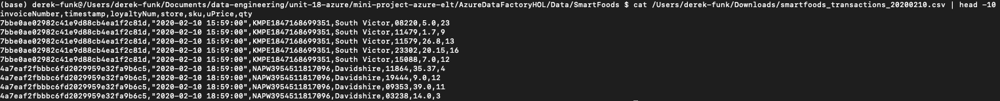 (base) derek-funk@/Users/derek-funk/Documents/data-engineering/unit-18-azure/mini-project-azure-elt/AzureDataFactoryHOL/Data/SmartFoods $ cat /Users/derek-funk/Downloads/smartfoods_transactions_20200210.csv | head -10
invoiceNumber,timestamp,loyaltyNum,store,sku,uPrice,qty
7bbe0ae02982c41e9d88cb4ea1f2c81d,"2020-02-10 15:59:00",KMPE1847168699351,South Victor,08220,5.0,23
7bbe0ae02982c41e9d88cb4ea1f2c81d,"2020-02-10 15:59:00",KMPE1847168699351,South Victor,11479,1.7,9
7bbe0ae02982c41e9d88cb4ea1f2c81d,"2020-02-10 15:59:00",KMPE1847168699351,South Victor,11579,26.8,13
7bbe0ae02982c41e9d88cb4ea1f2c81d,"2020-02-10 15:59:00",KMPE1847168699351,South Victor,23302,20.15,16
7bbe0ae02982c41e9d88cb4ea1f2c81d,"2020-02-10 15:59:00",KMPE1847168699351,South Victor,15088,7.0,12
4a7eaf2fbbbc6fd2029959e32fa9b6c5,"2020-02-10 18:59:00",NAPW3954511817096,Davidshire,11864,35.37,4
4a7eaf2fbbbc6fd2029959e32fa9b6c5,"2020-02-10 18:59:00",NAPW3954511817096,Davidshire,19444,9.0,12
4a7eaf2fbbbc6fd2029959e32fa9b6c5,"2020-02-10 18:59:00",NAPW3954511817096,Davidshire,09353,39.0,11
4a7eaf2fbbbc6fd2029959e32fa9b6c5,"2020-02-10 18:59:00",NAPW3954511817096,Davidshire,03238,14.0,3